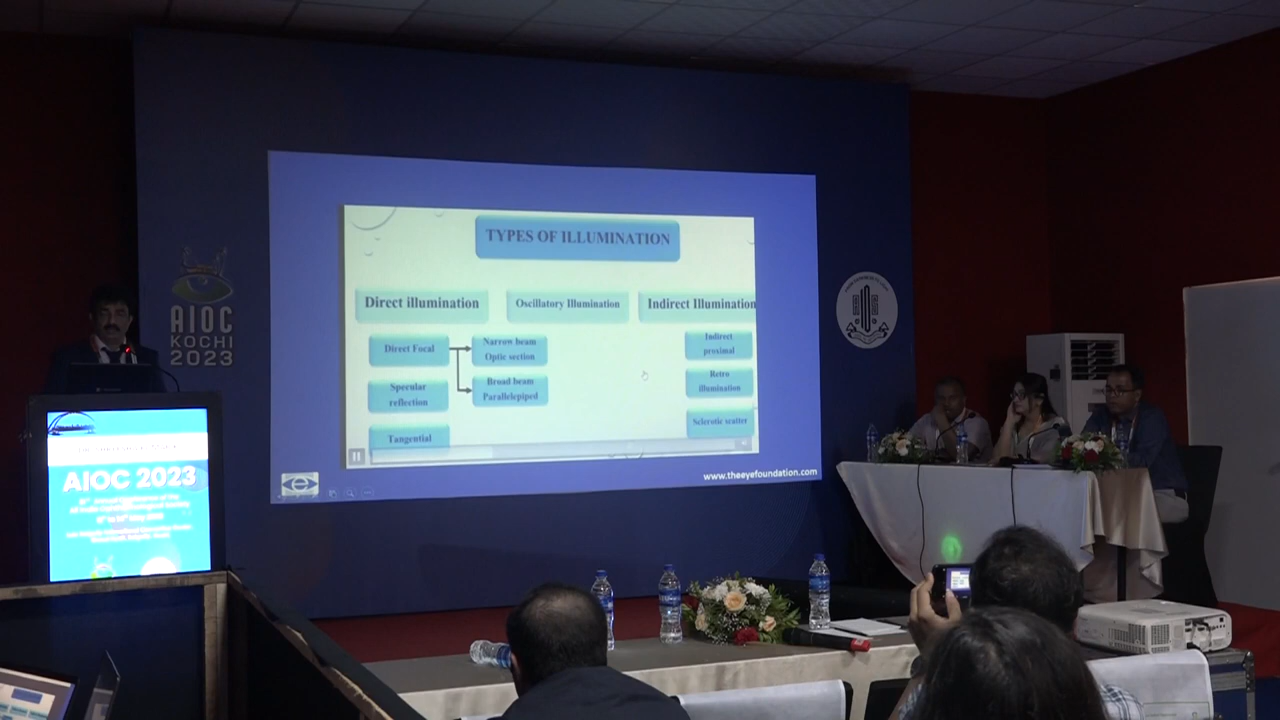 TYPES OF ILLUMINATION
Direct illumination
Oscillatory Illumination
Indirect Illumination
Direct Focal
Narrow beam
Optic section
Indirect
proximal
Specular
reflection
Broad beam
Parallelepiped
Retro
illumination
Tangential
Sclerotic scatter
www.theeyefoundation.com
AIOC
KOCHI
2023
AIOC 2023